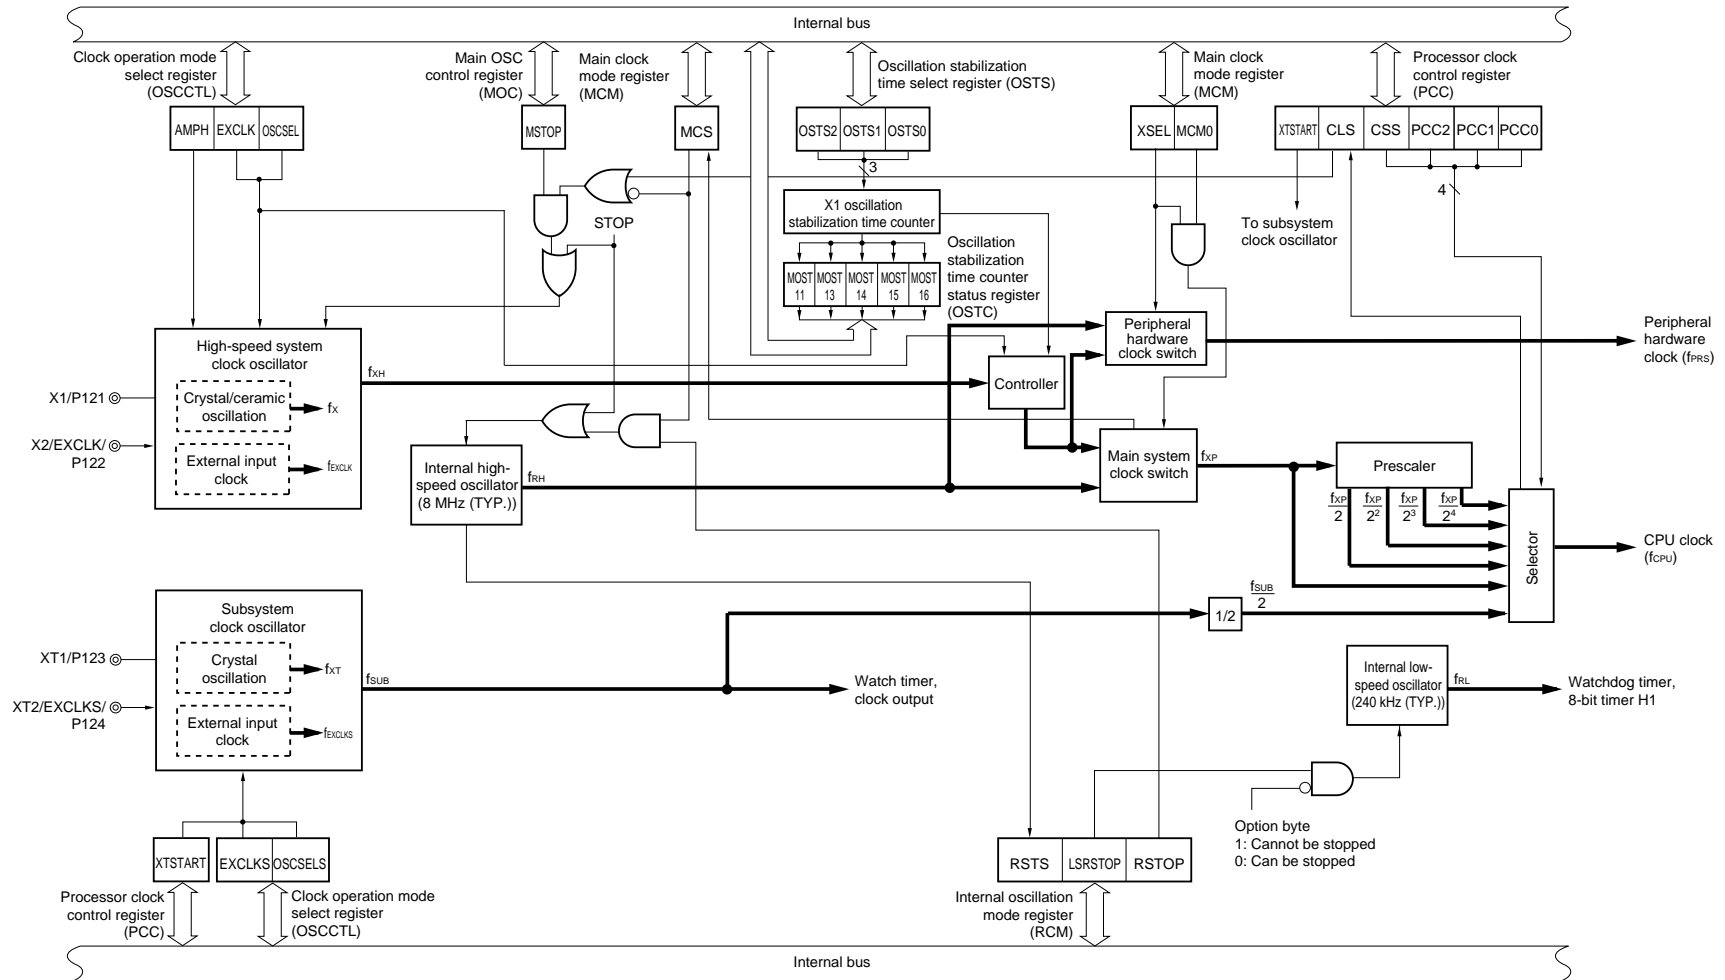 Internal bus
Clock operation mode
select register
(OSCCTL)
Main OSC
control register
(MOC)
Main clock
mode register
(MCM)
Oscillation stabilization
time select register (OSTS)
Main clock
mode register
(MCM)
Processor clock
control register
(PCC)
AMPH EXCLK OSCSEL
MSTOP
MCS
OSTS2 OSTS1 OSTS0
XSEL MCM0
XTSTART CLS CSS PCC2 PCC1 PCC0
3
4
STOP
X1 oscillation
stabilization time counter
To subsystem
clock oscillator
Oscillation
stabilization
time counter
status register
(OSTC)
MOST MOST MOST MOST MOST
11 13 14 15 16
High-speed system
clock oscillator
Crystal/ceramic
oscillation
fX
External input
clock
fEXCLK
X1/P121
X2/EXCLK/
P122
fXH
Controller
Peripheral
hardware
clock switch
Peripheral
hardware
clock (fPRS)
Internal high-
speed oscillator
(8 MHz (TYP.))
fRH
Main system
clock switch
fXP
Prescaler
fXP fXP fXP fXP
2 2² 2³ 2⁴
Selector
CPU clock
(fCPU)
Subsystem
clock oscillator
Crystal
oscillation
fXT
External input
clock
fEXCLKS
XT1/P123
XT2/EXCLKS/
P124
fSUB
Watch timer,
clock output
1/2
fSUB
2
Internal low-
speed oscillator
(240 kHz (TYP.))
fRL
Watchdog timer,
8-bit timer H1
Option byte
1: Cannot be stopped
0: Can be stopped
XTSTART
EXCLKS OSCSELS
RSTS LSRSTOP RSTOP
Processor clock
control register
(PCC)
Clock operation mode
select register
(OSCCTL)
Internal oscillation
mode register
(RCM)
Internal bus